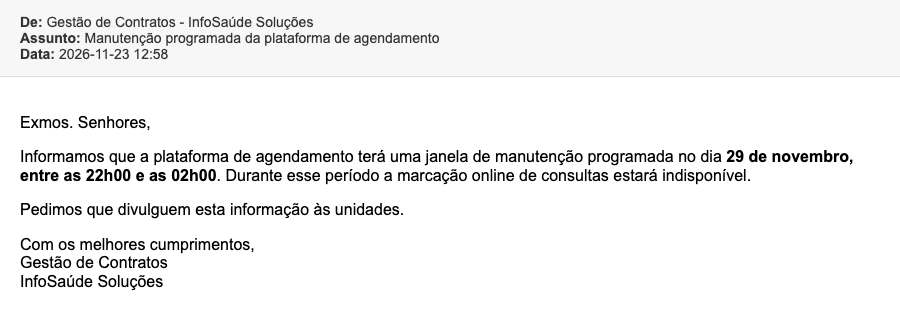 De: Gestão de Contratos - InfoSaúde Soluções
Assunto: Manutenção programada da plataforma de agendamento
Data: 2026-11-23 12:58
Exmos. Senhores,
Informamos que a plataforma de agendamento terá uma janela de manutenção programada no dia 29 de novembro,
entre as 22h00 e as 02h00. Durante esse período a marcação online de consultas estará indisponível.
Pedimos que divulguem esta informação às unidades.
Com os melhores cumprimentos,
Gestão de Contratos
InfoSaúde Soluções